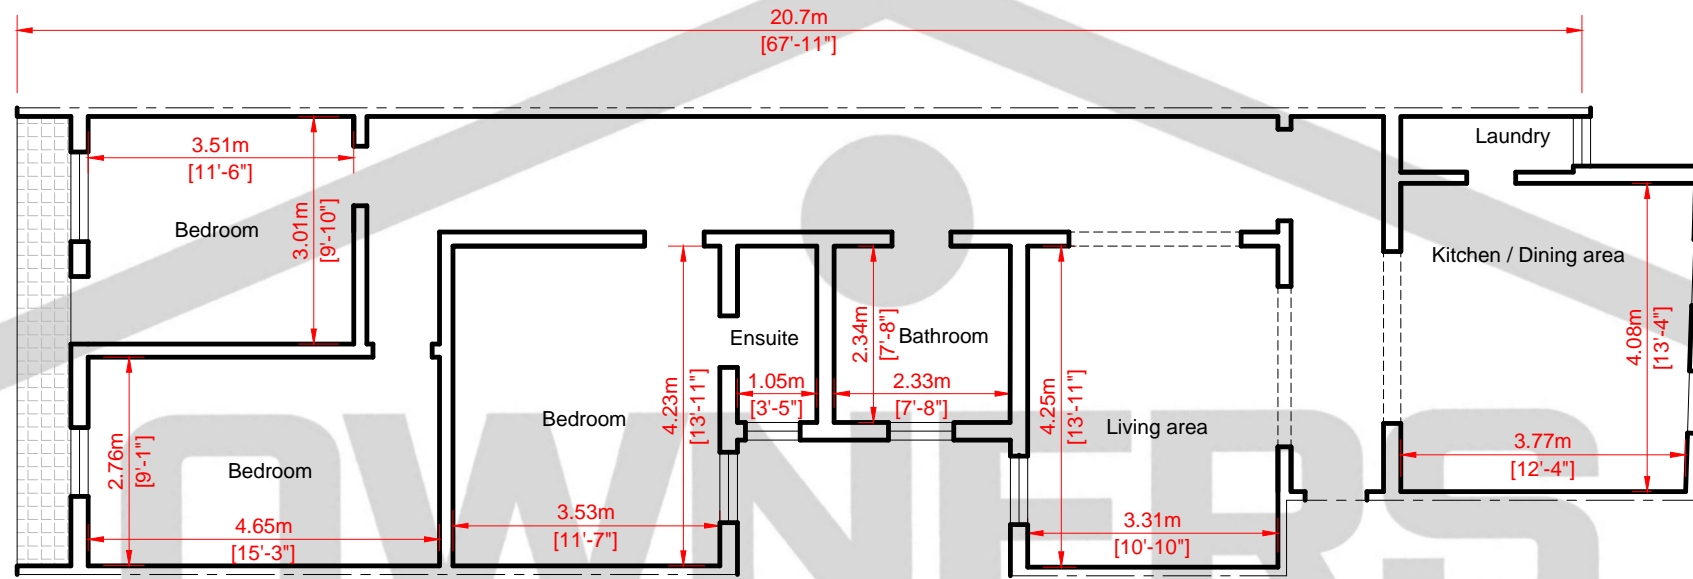 20.7m
[67'-11"]
3.51m
[11'-6"]
3.01m
[9'-10"]
Bedroom
Laundry
Kitchen / Dining area
4.08m
[13'-4"]
3.77m
[12'-4"]
2.76m
[9'-1"]
Bedroom
4.65m
[15'-3"]
Bedroom
4.23m
[13'-11"]
3.53m
[11'-7"]
Ensuite
1.05m
[3'-5"]
2.34m
[7'-8"]
Bathroom
2.33m
[7'-8"]
4.25m
[13'-11"]
Living area
3.31m
[10'-10"]
OWNERS